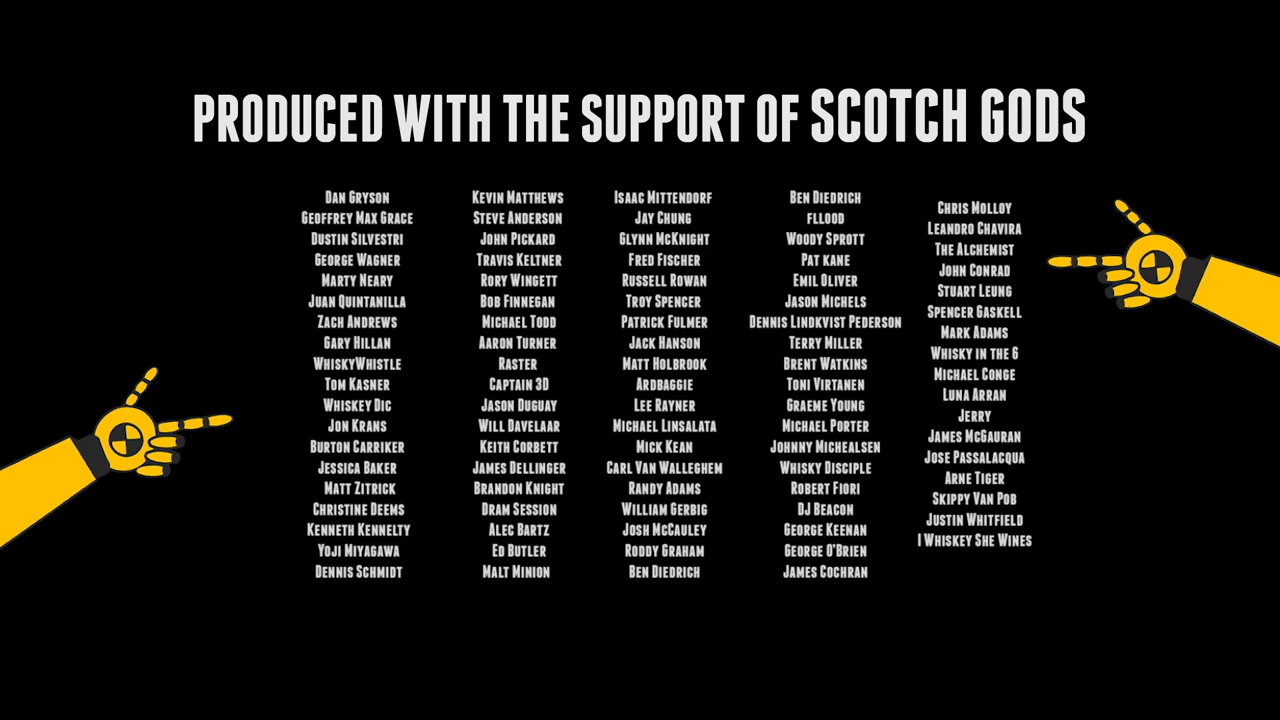 PRODUCED WITH THE SUPPORT OF SCOTCH GODS
Dan Gryson
Geoffrey Max Grace
Dustin Silvestri
George Wagner
Marty Neary
Juan Quintanilla
Zach Andrews
Gary Hillan
WhiskyWhistle
Tom Kasner
Whiskey Dic
Jon Krans
Burton Carriker
Jessica Baker
Matt Zitrick
Christine Deems
Kenneth Kennelty
Yoji Miyagawa
Dennis Schmidt
Kevin Matthews
Steve Anderson
John Pickard
Travis Keltner
Rory Wingett
Bob Finnegan
Michael Todd
Aaron Turner
Raster
Captain 3D
Jason Duguay
Will Davelaar
Keith Corbett
James Dellinger
Brandon Knight
Dram Session
Alec Bartz
Ed Butler
Malt Minion
Isaac Mittendorf
Jay Chung
Glynn McKnight
Fred Fischer
Russell Rowan
Troy Spencer
Patrick Fulmer
Jack Hanson
Matt Holbrook
Ardbaggie
Lee Rayner
Michael Linsalata
Mick Kean
Carl Van Walleghem
Randy Adams
William Gerbig
Josh McCauley
Roddy Graham
Ben Diedrich
Ben Diedrich
fllood
Woody Sprott
Pat kane
Emil Oliver
Jason Michels
Dennis Lindkvist Pederson
Terry Miller
Brent Watkins
Toni Virtanen
Graeme Young
Michael Porter
Johnny Michealsen
Whisky Disciple
Robert Fiori
DJ Beacon
George Keenan
George O'Brien
James Cochran
Chris Molloy
Leandro Chavira
The Alchemist
John Conrad
Stuart Leung
Spencer Gaskell
Mark Adams
Whisky in the 6
Michael Conge
Luna Arran
Jerry
James McGauran
Jose Passalacqua
Arne Tiger
Skippy Van Pob
Justin Whitfield
I Whiskey She Wines